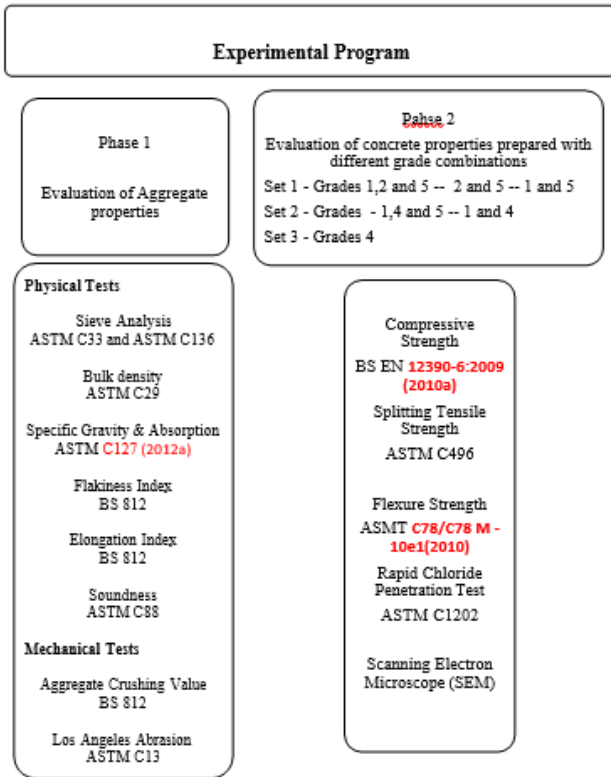 Experimental Program
Phase 1
Evaluation of Aggregate
properties
Pahse 2
Evaluation of concrete properties prepared with
different grade combinations
Set 1 - Grades 1,2 and 5 -- 2 and 5 -- 1 and 5
Set 2 - Grades - 1,4 and 5 -- 1 and 4
Set 3 - Grades 4
Physical Tests
Sieve Analysis
ASTM C33 and ASTM C136
Bulk density
ASTM C29
Specific Gravity & Absorption
ASTM C127 (2012a)
Flakiness Index
BS 812
Elongation Index
BS 812
Soundness
ASTM C88
Mechanical Tests
Aggregate Crushing Value
BS 812
Los Angeles Abrasion
ASTM C13
Compressive
Strength
BS EN 12390-6:2009
(2010a)
Splitting Tensile
Strength
ASTM C496
Flexure Strength
ASMT C78/C78 M -
10e1(2010)
Rapid Chloride
Penetration Test
ASTM C1202
Scanning Electron
Microscope (SEM)